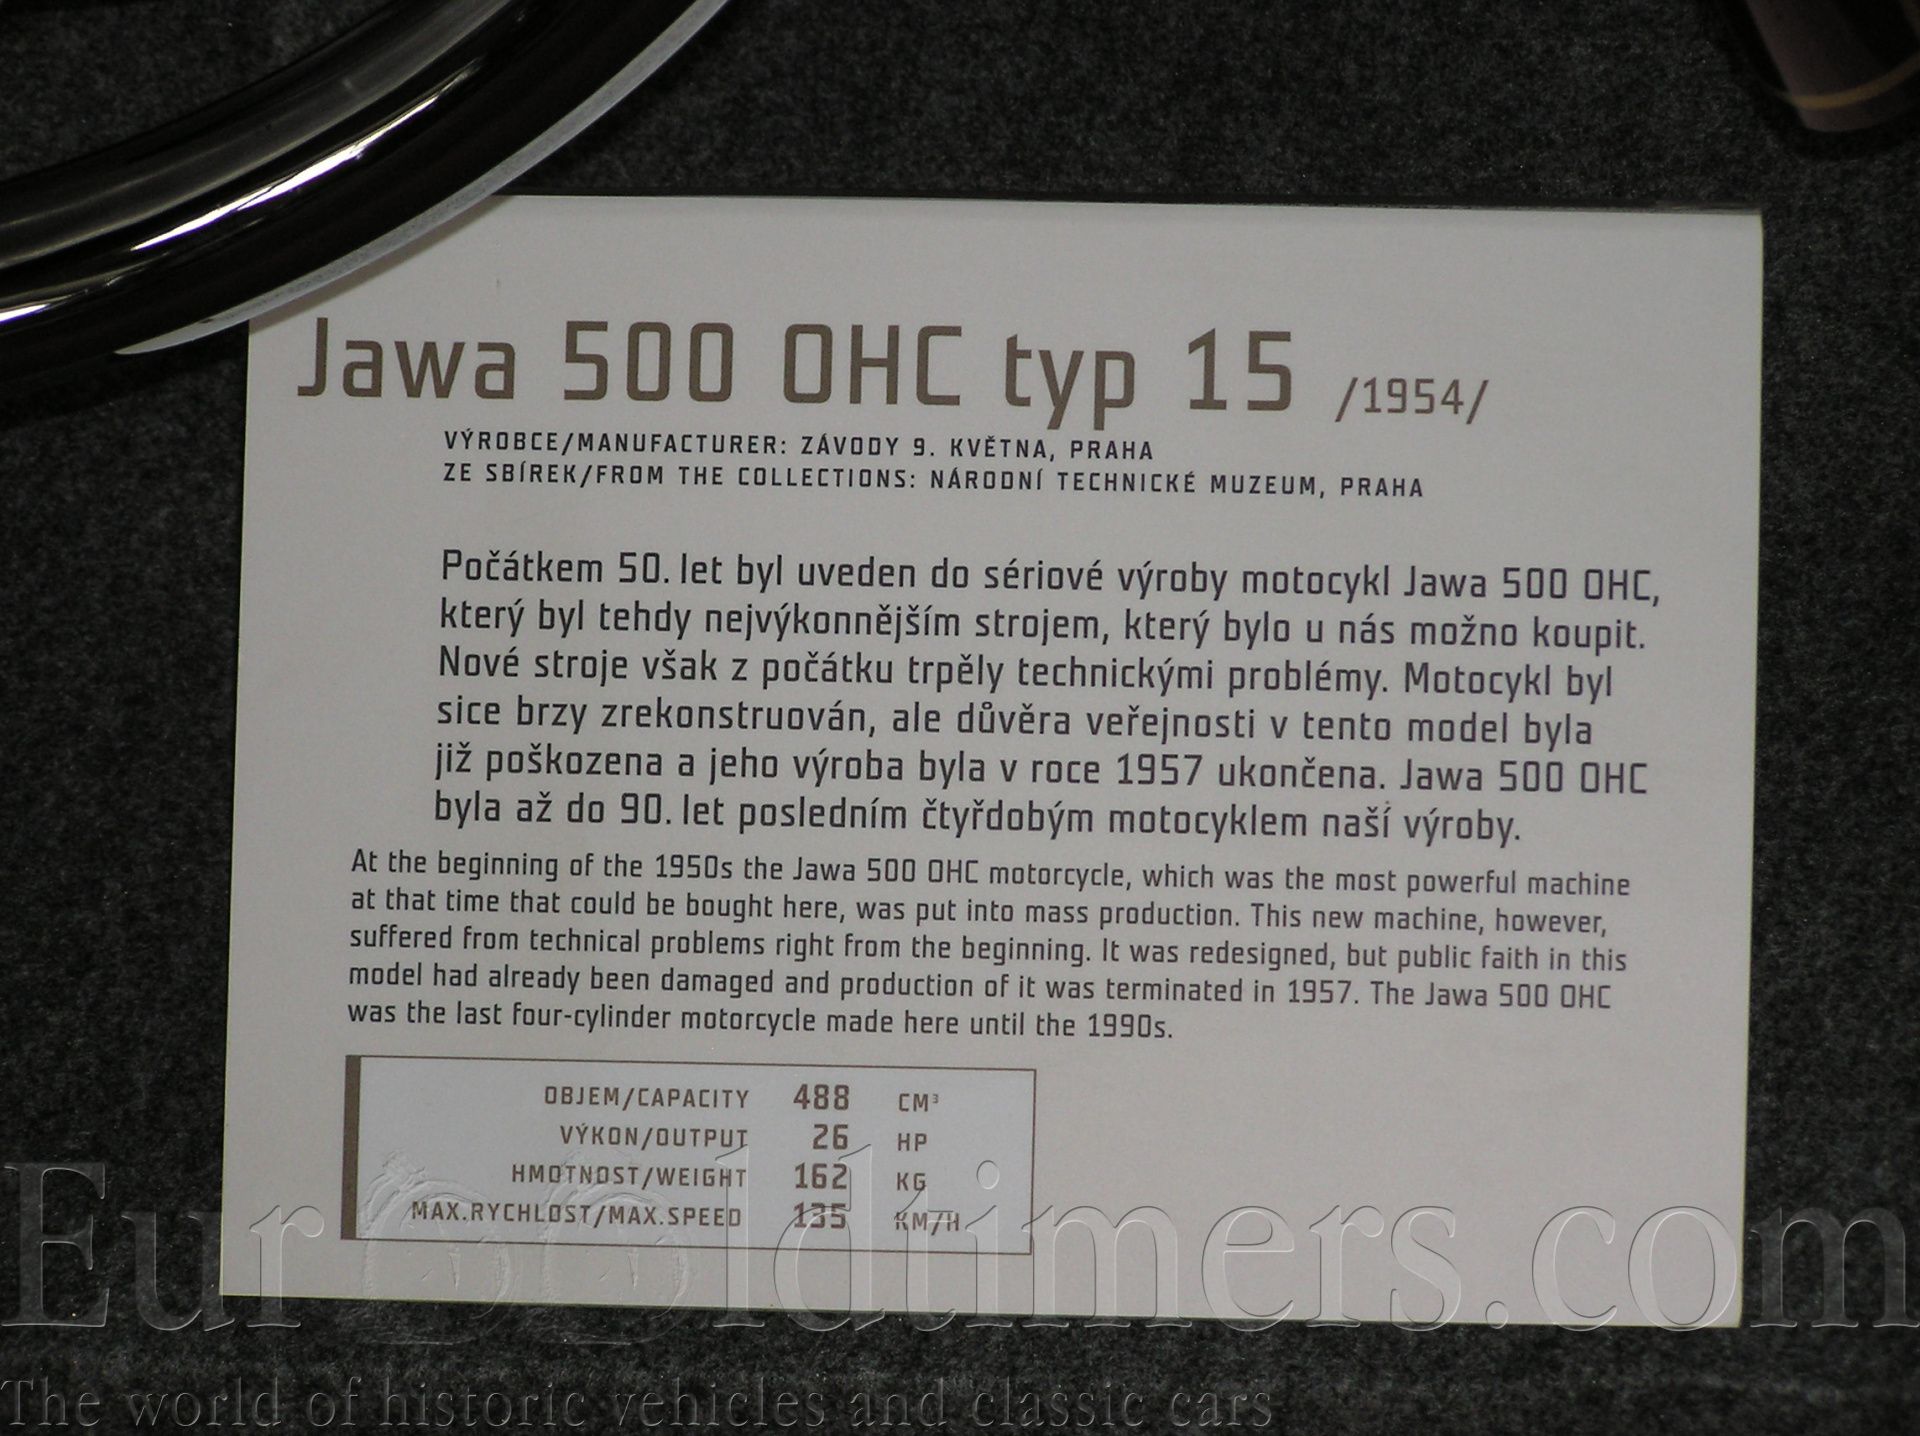 Jawa 500 OHC typ 15 /1954/
VÝROBCE/MANUFACTURER: ZÁVODY 9. KVĚTNA, PRAHA
ZE SBÍREK/FROM THE COLLECTIONS: NÁRODNÍ TECHNICKÉ MUZEUM, PRAHA
Počátkem 50. let byl uveden do sériové výroby motocykl Jawa 500 OHC,
který byl tehdy nejvýkonnějším strojem, který bylo u nás možno koupit.
Nové stroje však z počátku trpěly technickými problémy. Motocykl byl
sice brzy zrekonstruován, ale důvěra veřejnosti v tento model byla
již poškozena a jeho výroba byla v roce 1957 ukončena. Jawa 500 OHC
byla až do 90. let posledním čtyřdobým motocyklem naší výroby.
At the beginning of the 1950s the Jawa 500 OHC motorcycle, which was the most powerful machine
at that time that could be bought here, was put into mass production. This new machine, however,
suffered from technical problems right from the beginning. It was redesigned, but public faith in this
model had already been damaged and production of it was terminated in 1957. The Jawa 500 OHC
was the last four-cylinder motorcycle made here until the 1990s.
OBJEM/CAPACITY 488 CM³
VÝKON/OUTPUT 26 HP
HMOTNOST/WEIGHT 162 KG
MAX.RYCHLOST/MAX.SPEED 135 KM/H
EurOOldtimers.com
The world of historic vehicles and classic cars